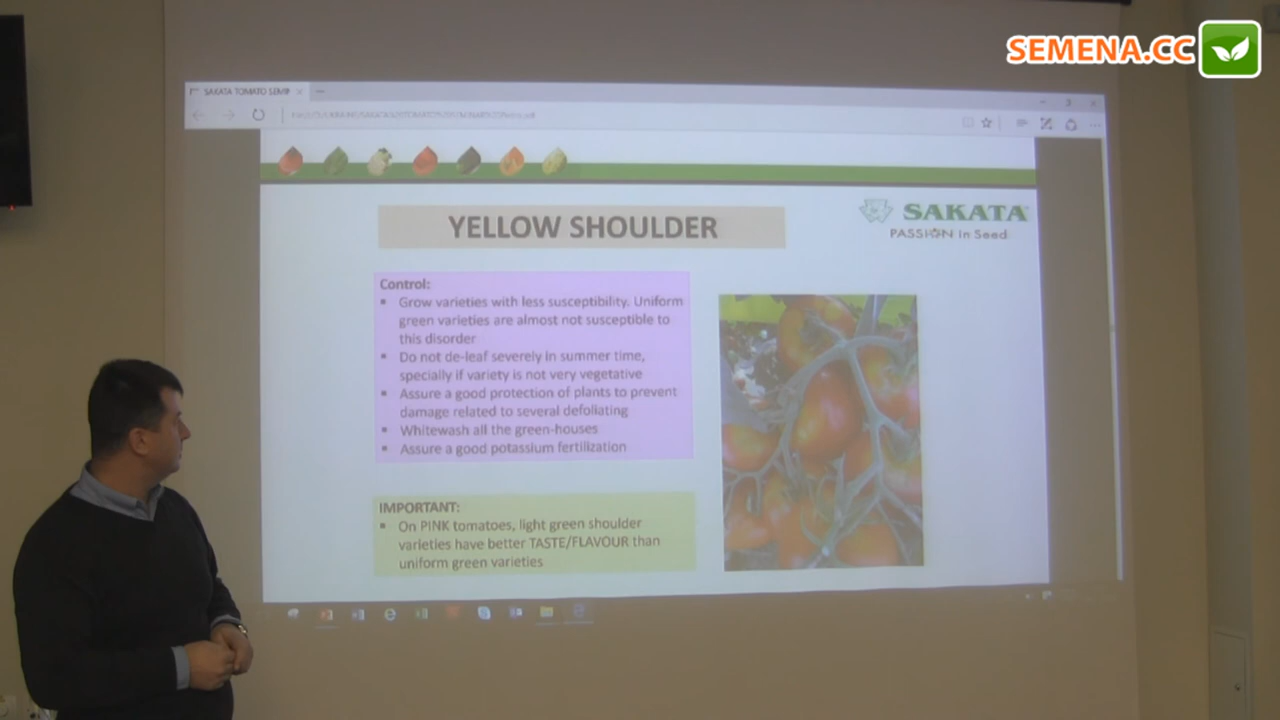 SEMENA.CC
SAKATA TOMATO SEMIN
YELLOW SHOULDER
SAKATA
PASSION in Seed
Control:
▪ Grow varieties with less susceptibility. Uniform
green varieties are almost not susceptible to
this disorder
▪ Do not de-leaf severely in summer time,
specially if variety is not very vegetative
▪ Assure a good protection of plants to prevent
damage related to several defoliating
▪ Whitewash all the green-houses
▪ Assure a good potassium fertilization
IMPORTANT:
▪ On PINK tomatoes, light green shoulder
varieties have better TASTE/FLAVOUR than
uniform green varieties